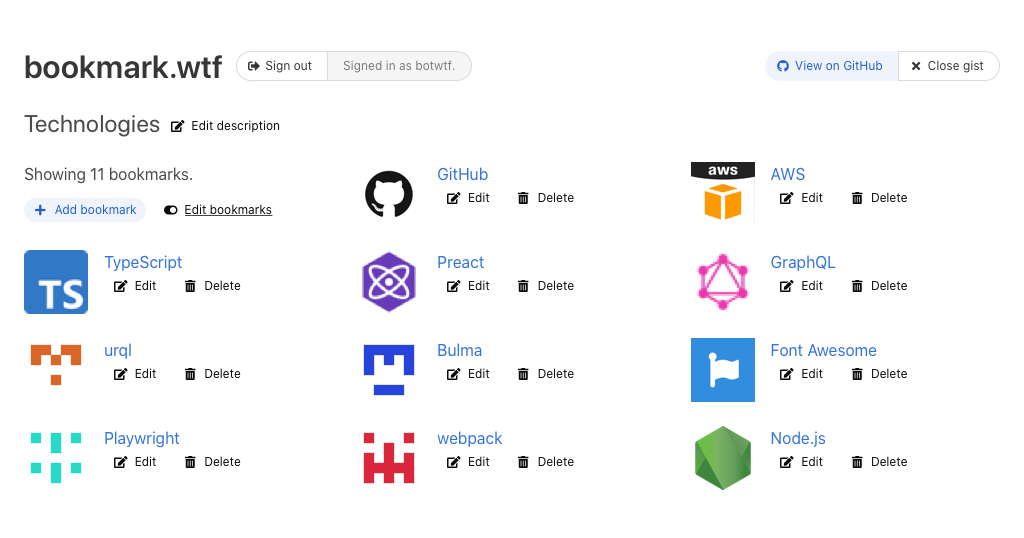 bookmark.wtf Sign out Signed in as botwtf. View on GitHub Close gist
Technologies Edit description
Showing 11 bookmarks.
Add bookmark Edit bookmarks
GitHub
Edit Delete
aws
AWS
Edit Delete
TS
TypeScript
Edit Delete
Preact
Edit Delete
GraphQL
Edit Delete
urql
Edit Delete
Bulma
Edit Delete
Font Awesome
Edit Delete
Playwright
Edit Delete
webpack
Edit Delete
Node.js
Edit Delete